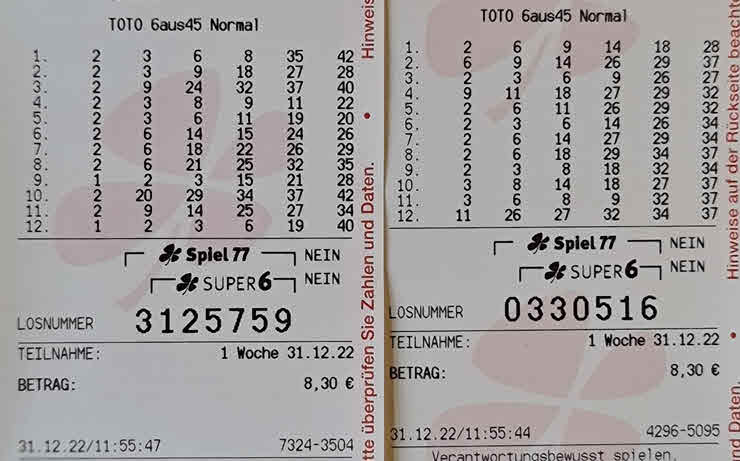 TOTO 6aus45 Normal
1. 2 3 6 8 35 42
2. 2 3 9 18 27 28
3. 2 9 24 32 37 40
4. 2 3 8 9 11 22
5. 2 3 6 11 19 20
6. 2 6 14 15 24 26
7. 2 6 18 22 26 29
8. 2 6 21 25 32 35
9. 1 2 3 15 21 28
10. 2 20 29 34 37 42
11. 2 9 14 25 27 34
12. 1 2 3 6 19 40
Spiel 77 NEIN
SUPER 6 NEIN
LOSNUMMER 3125759
TEILNAHME: 1 Woche 31.12.22
BETRAG: 8,30 €
31.12.22/11:55:47 7324-3504
Hinweis
tte überprüfen Sie Zahlen und Daten. •
TOTO 6aus45 Normal
1. 2 6 9 14 18 28
2. 6 9 14 26 29 37
3. 2 3 6 9 26 27
4. 9 11 18 27 29 32
5. 2 6 11 26 29 32
6. 2 3 6 14 26 34
7. 2 6 14 27 29 34
8. 2 6 18 29 34 37
9. 2 3 8 18 32 34
10. 3 8 14 18 27 37
11. 3 6 8 9 32 37
12. 11 26 27 32 34 37
Spiel 77 NEIN
SUPER 6 NEIN
LOSNUMMER 0330516
TEILNAHME: 1 Woche 31.12.22
BETRAG: 8,30 €
31.12.22/11:55:44 4296-5095
Verantwortungsbewusst spielen.
Hinweise auf der Rückseite beachte
nd Daten. •